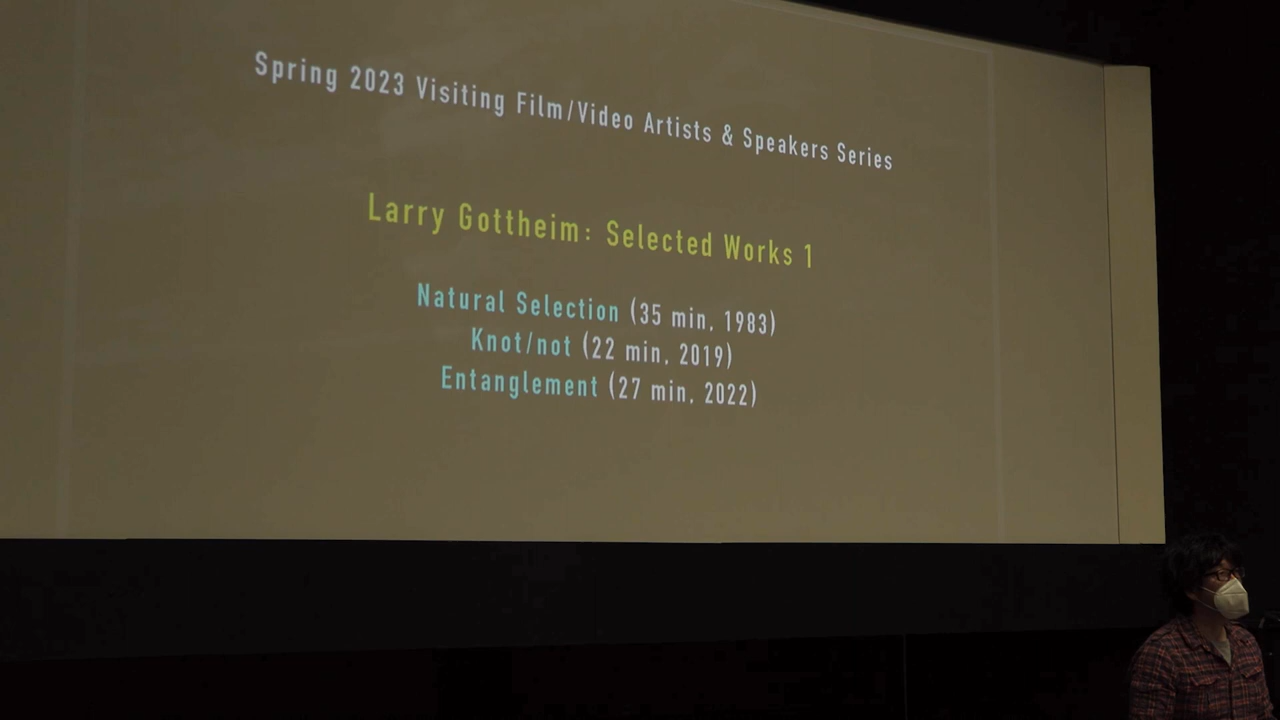 Spring 2023 Visiting Film/Video Artists & Speakers Series
Larry Gottheim: Selected Works 1
Natural Selection (35 min, 1983)
Knot/not (22 min, 2019)
Entanglement (27 min, 2022)